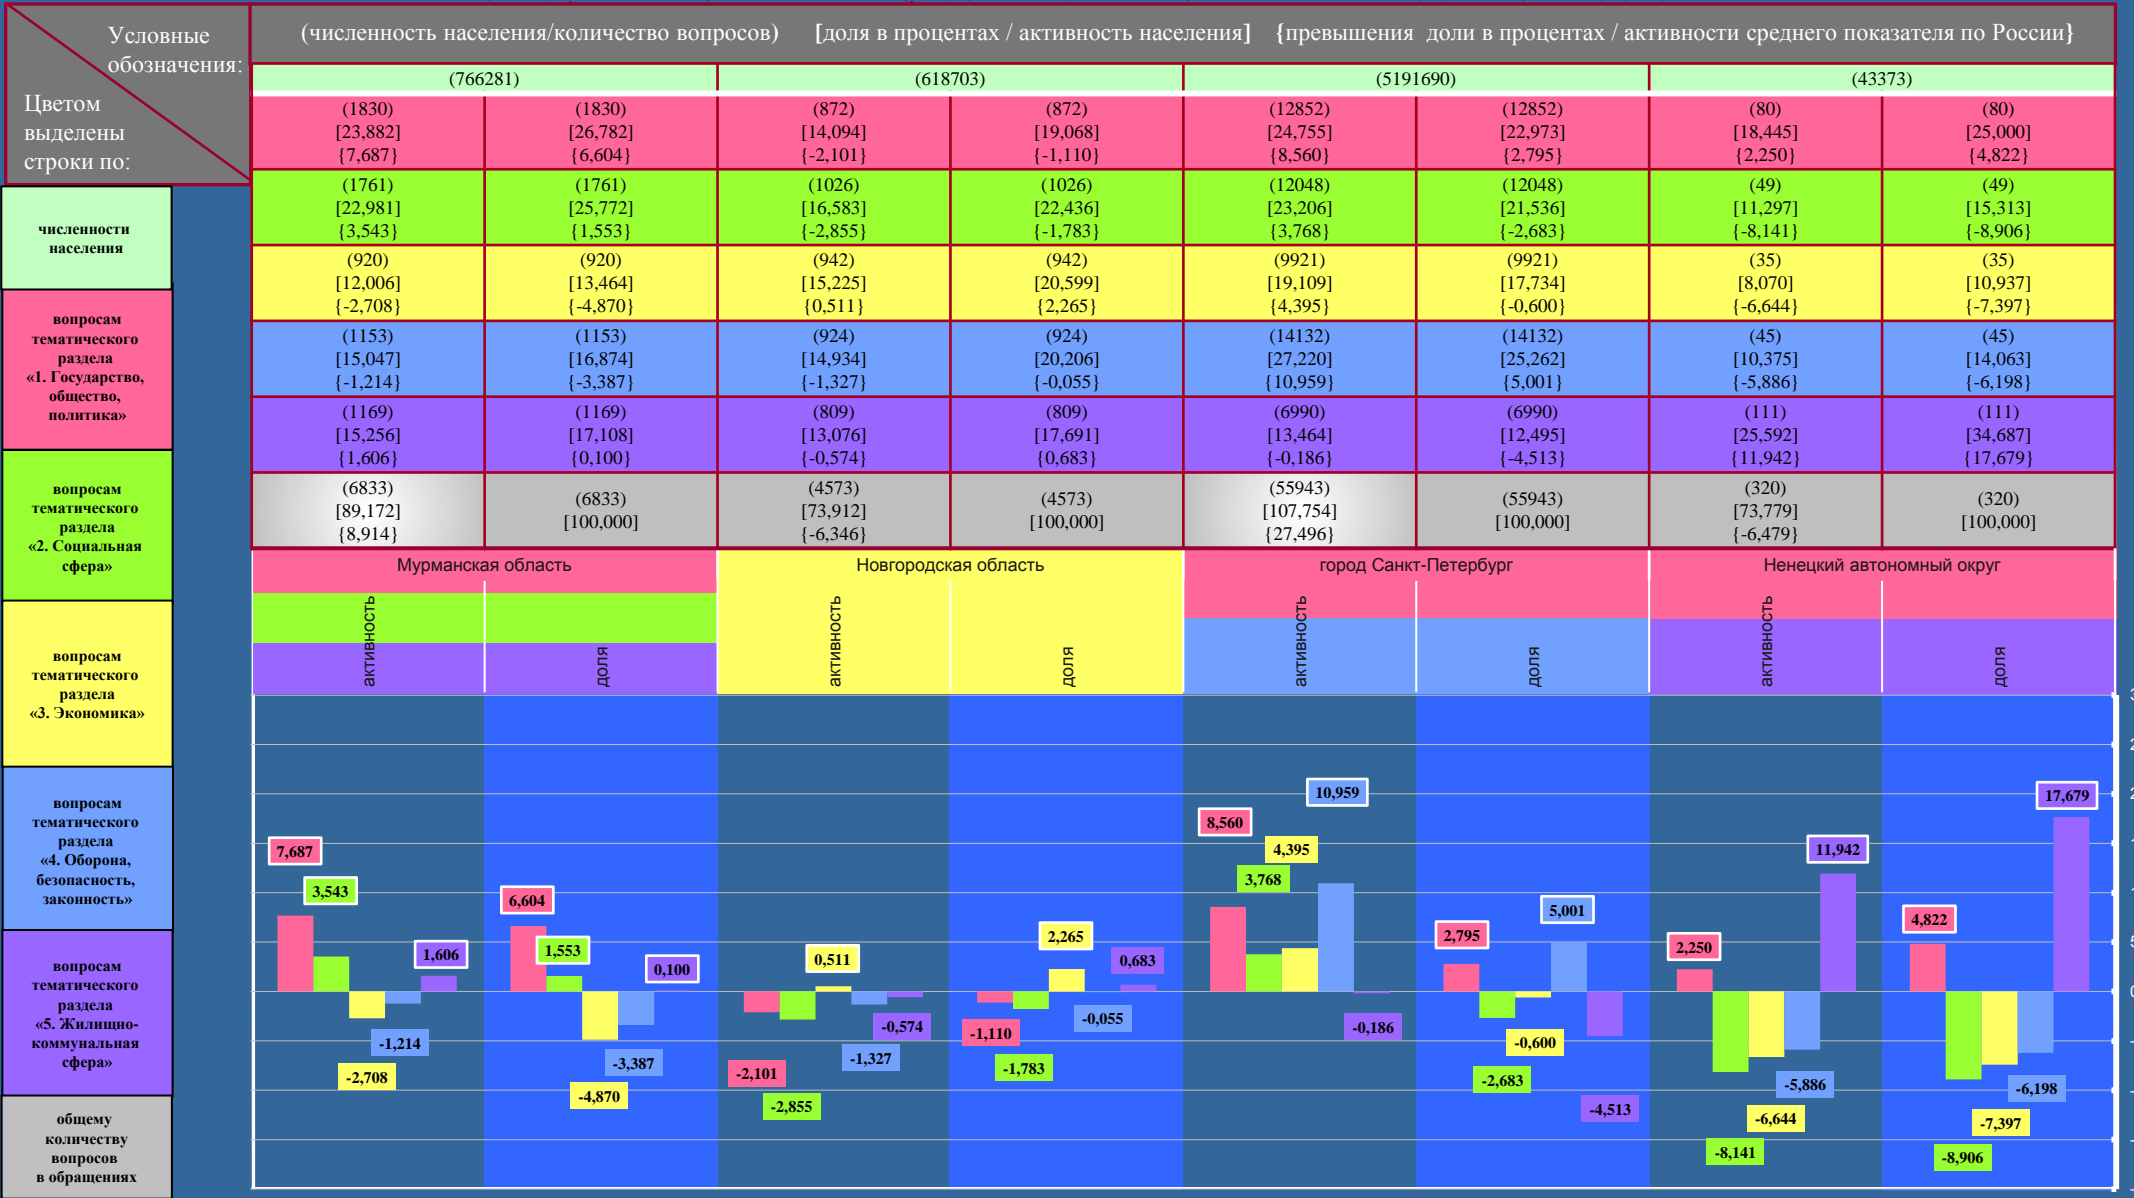 Условные
обозначения:
Цветом
выделены
строки по:
(численность населения/количество вопросов) [доля в процентах / активность населения] {превышения доли в процентах / активности среднего показателя по России}
(766281) (618703) (5191690) (43373)
(1830) (1830) (872) (872) (12852) (12852) (80) (80)
[23,882] [26,782] [14,094] [19,068] [24,755] [22,973] [18,445] [25,000]
{7,687} {6,604} {-2,101} {-1,110} {8,560} {2,795} {2,250} {4,822}
(1761) (1761) (1026) (1026) (12048) (12048) (49) (49)
[22,981] [25,772] [16,583] [22,436] [23,206] [21,536] [11,297] [15,313]
{3,543} {1,553} {-2,855} {-1,783} {3,768} {-2,683} {-8,141} {-8,906}
(920) (920) (942) (942) (9921) (9921) (35) (35)
[12,006] [13,464] [15,225] [20,599] [19,109] [17,734] [8,070] [10,937]
{-2,708} {-4,870} {0,511} {2,265} {4,395} {-0,600} {-6,644} {-7,397}
(1153) (1153) (924) (924) (14132) (14132) (45) (45)
[15,047] [16,874] [14,934] [20,206] [27,220] [25,262] [10,375] [14,063]
{-1,214} {-3,387} {-1,327} {-0,055} {10,959} {5,001} {-5,886} {-6,198}
(1169) (1169) (809) (809) (6990) (6990) (111) (111)
[15,256] [17,108] [13,076] [17,691] [13,464] [12,495] [25,592] [34,687]
{1,606} {0,100} {-0,574} {0,683} {-0,186} {-4,513} {11,942} {17,679}
(6833) (6833) (4573) (4573) (55943) (55943) (320) (320)
[89,172] [100,000] [73,912] [100,000] [107,754] [100,000] [73,779] [100,000]
{8,914} {-6,346} {27,496} {-6,479}
численности
населения
вопросам
тематического
раздела
«1. Государство,
общество,
политика»
вопросам
тематического
раздела
«2. Социальная
сфера»
вопросам
тематического
раздела
«3. Экономика»
вопросам
тематического
раздела
«4. Оборона,
безопасность,
законность»
вопросам
тематического
раздела
«5. Жилищно-
коммунальная
сфера»
общему
количеству
вопросов
в обращениях
Мурманская область Новгородская область город Санкт-Петербург Ненецкий автономный округ
активность доля активность доля активность доля активность доля
7,687 3,543 -2,708 -1,214 1,606
6,604 1,553 -4,870 -3,387 0,100
-2,101 -2,855 0,511 -1,327 -0,574
-1,110 -1,783 2,265 -0,055 0,683
8,560 3,768 4,395 10,959 -0,186
2,795 -2,683 -0,600 5,001 -4,513
2,250 -8,141 -6,644 -5,886 11,942
4,822 -8,906 -7,397 -6,198 17,679